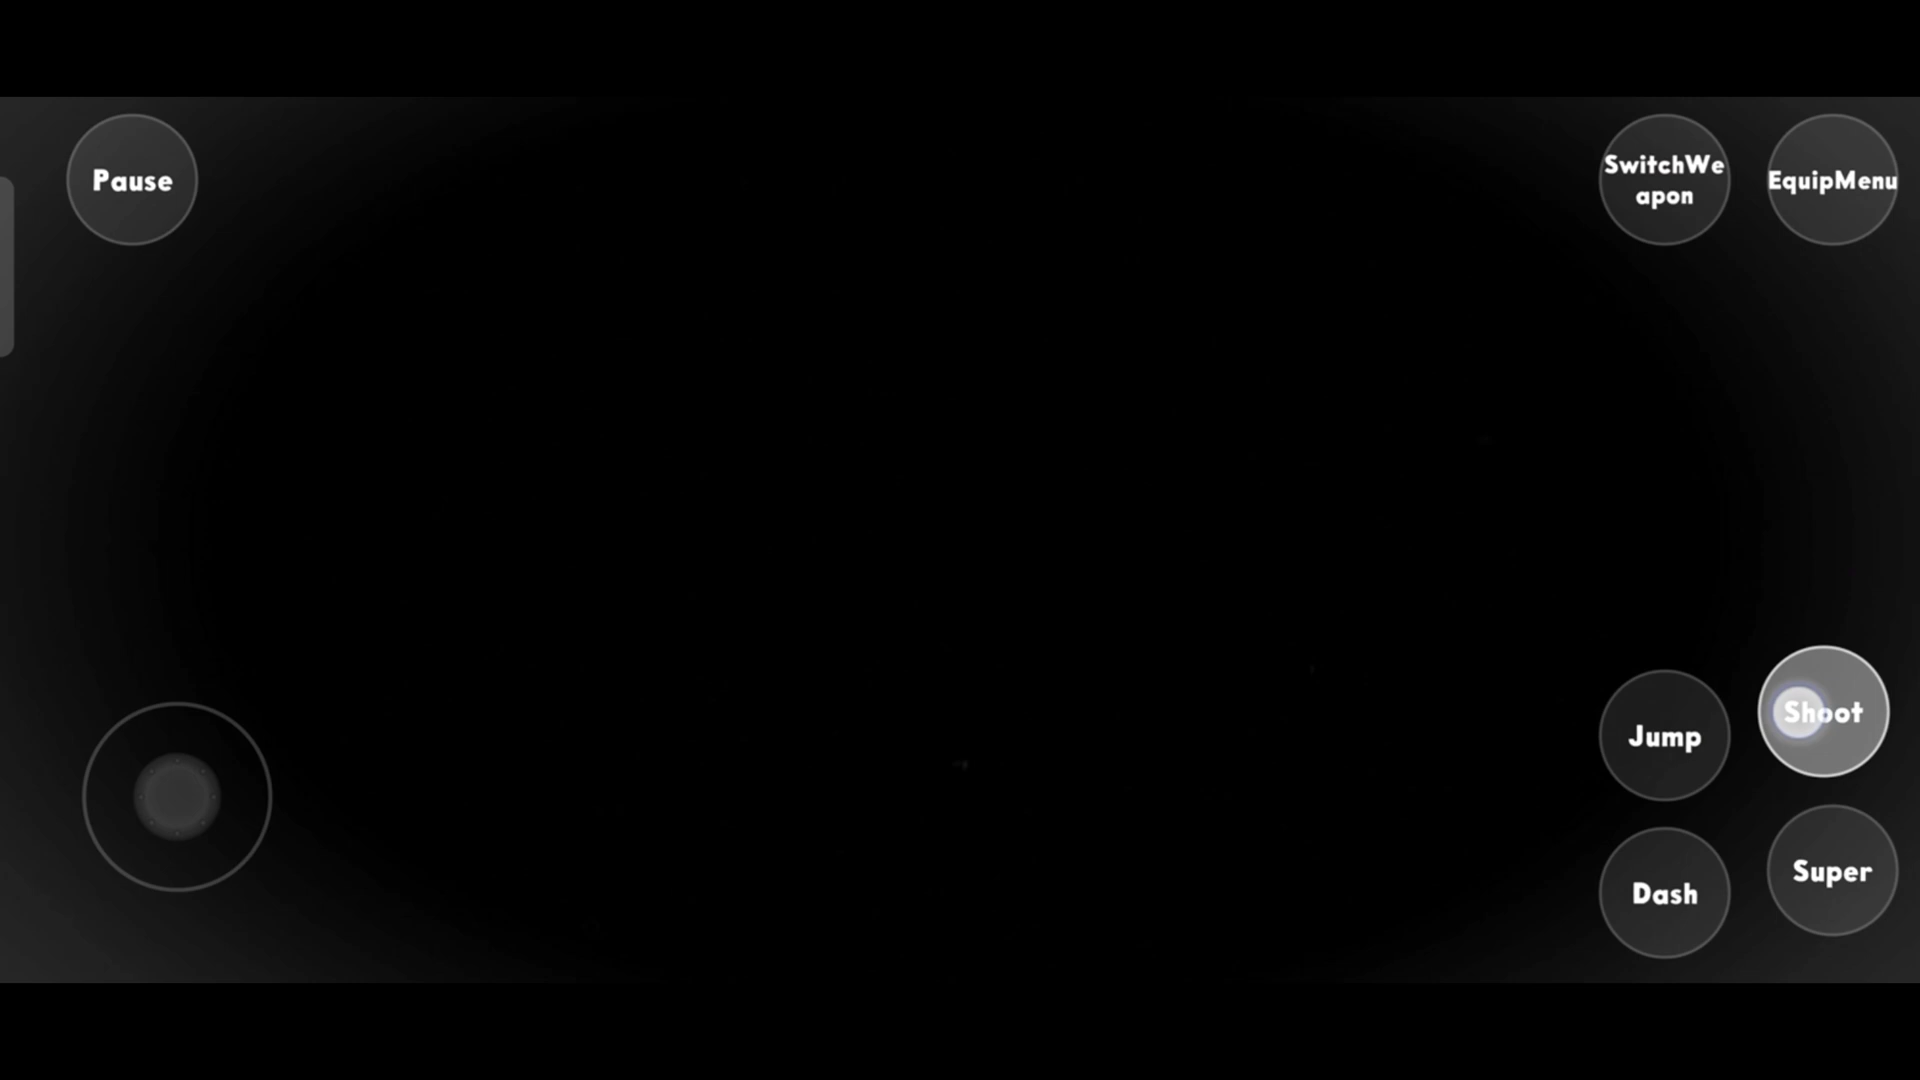 Pause
SwitchWe
apon
EquipMenu
Shoot
Jump
Super
Dash